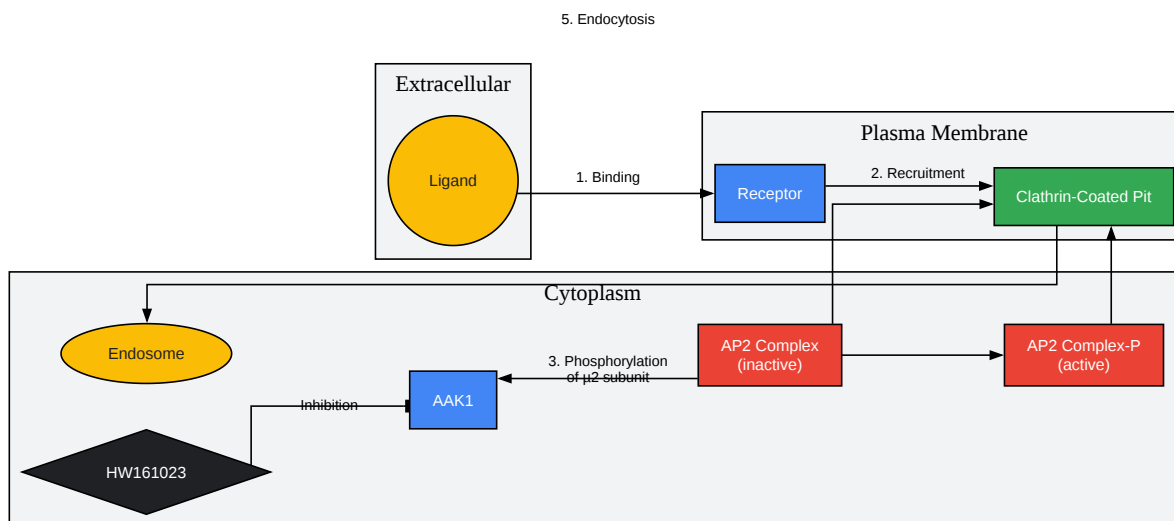 5. Endocytosis
Extracellular
Ligand
1. Binding
Plasma Membrane
Receptor
2. Recruitment
Clathrin-Coated Pit
Cytoplasm
Endosome
AP2 Complex
(inactive)
AP2 Complex-P
(active)
3. Phosphorylation
of µ2 subunit
AAK1
Inhibition
HW161023